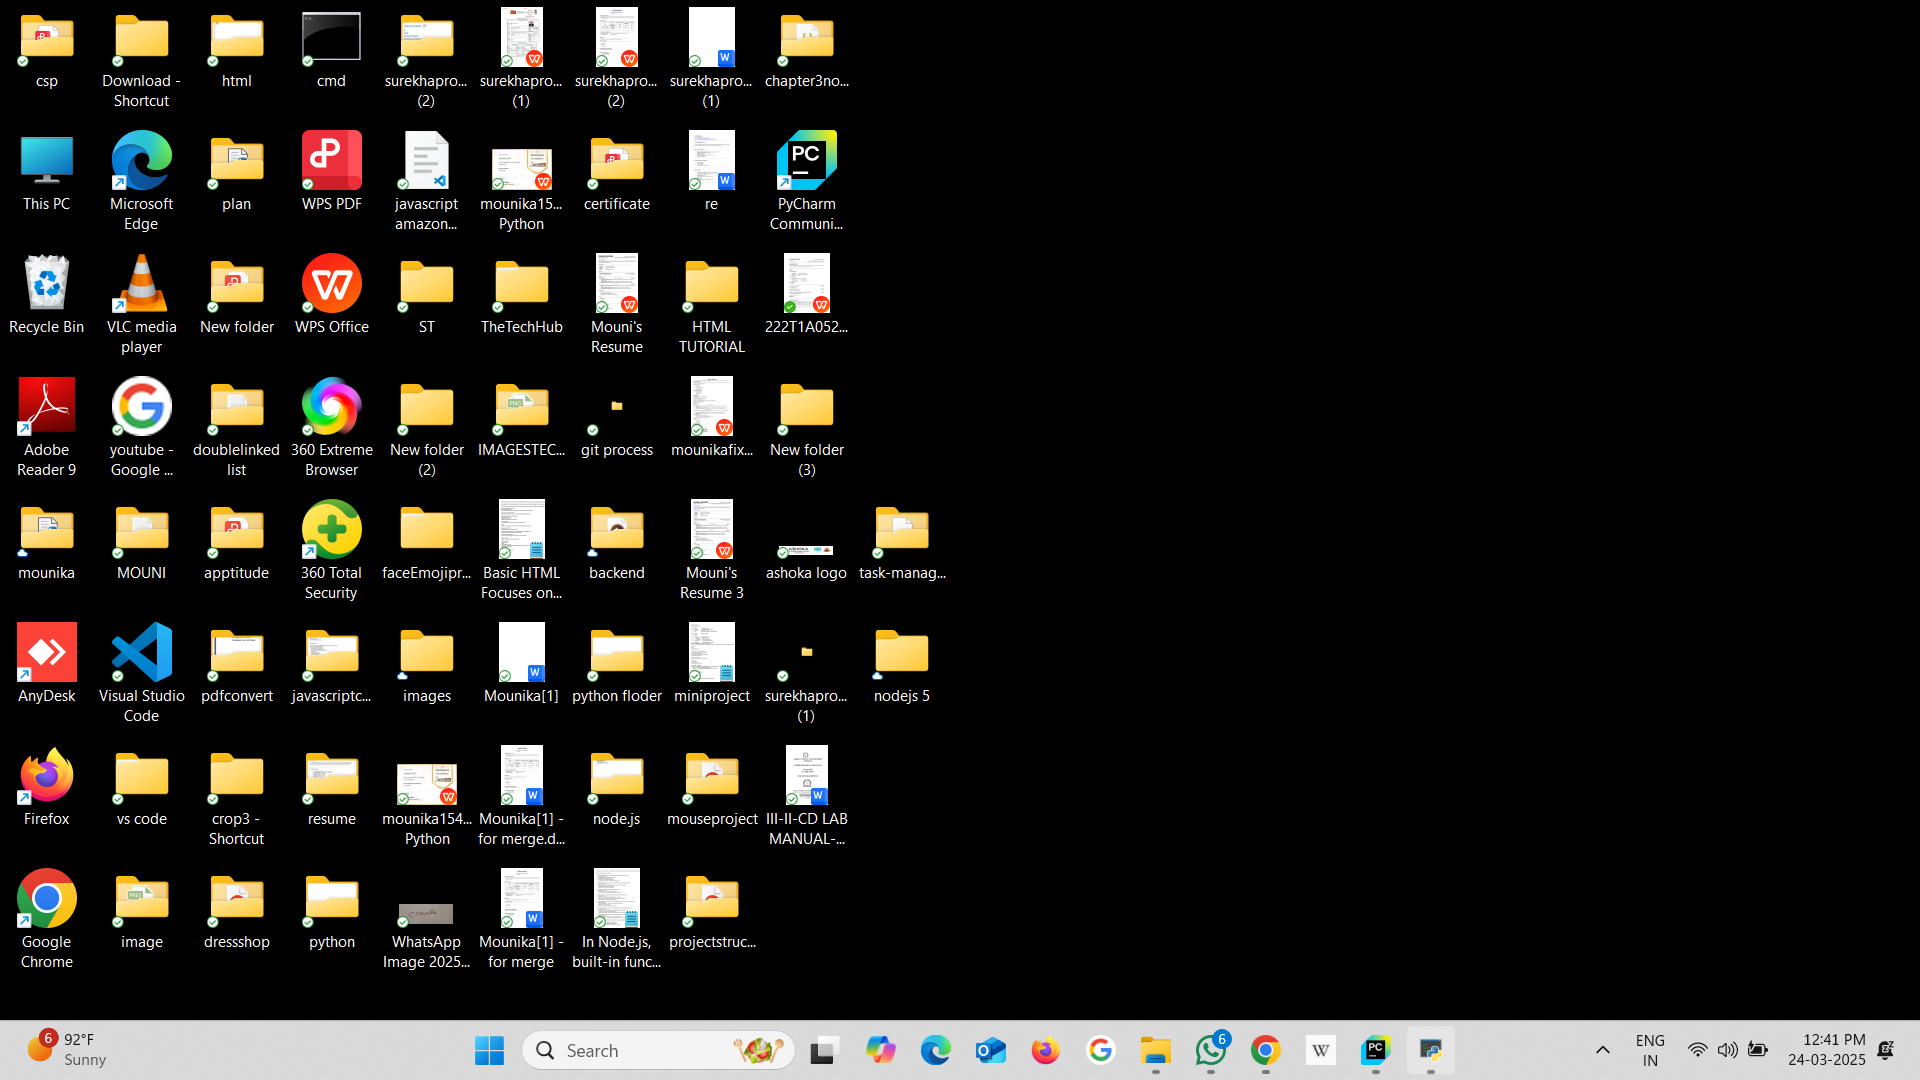 csp
Download - Shortcut
html
cmd
surekhapro... (2)
surekhapro... (1)
surekhapro... (2)
surekhapro... (1)
chapter3no...
This PC
Microsoft Edge
plan
WPS PDF
javascript amazon...
mounika15... Python
certificate
re
PyCharm Communi...
Recycle Bin
VLC media player
New folder
WPS Office
ST
TheTechHub
Mouni's Resume
HTML TUTORIAL
222T1A052...
Adobe Reader 9
youtube - Google ...
doublelinked list
360 Extreme Browser
New folder (2)
IMAGESTEC...
git process
mounikafix...
New folder (3)
mounika
MOUNI
apptitude
360 Total Security
faceEmojipr...
Basic HTML Focuses on...
backend
Mouni's Resume 3
ashoka logo
task-manag...
AnyDesk
Visual Studio Code
pdfconvert
javascriptc...
images
Mounika[1]
python floder
miniproject
surekhapro... (1)
nodejs 5
Firefox
vs code
crop3 - Shortcut
resume
mounika154... Python
Mounika[1] - for merge.d...
node.js
mouseproject
III-II-CD LAB MANUAL-...
Google Chrome
image
dressshop
python
WhatsApp Image 2025...
Mounika[1] - for merge
In Node.js, built-in func...
projectstruc...
6
92°F
Sunny
Search
6
ENG
IN
12:41 PM
24-03-2025